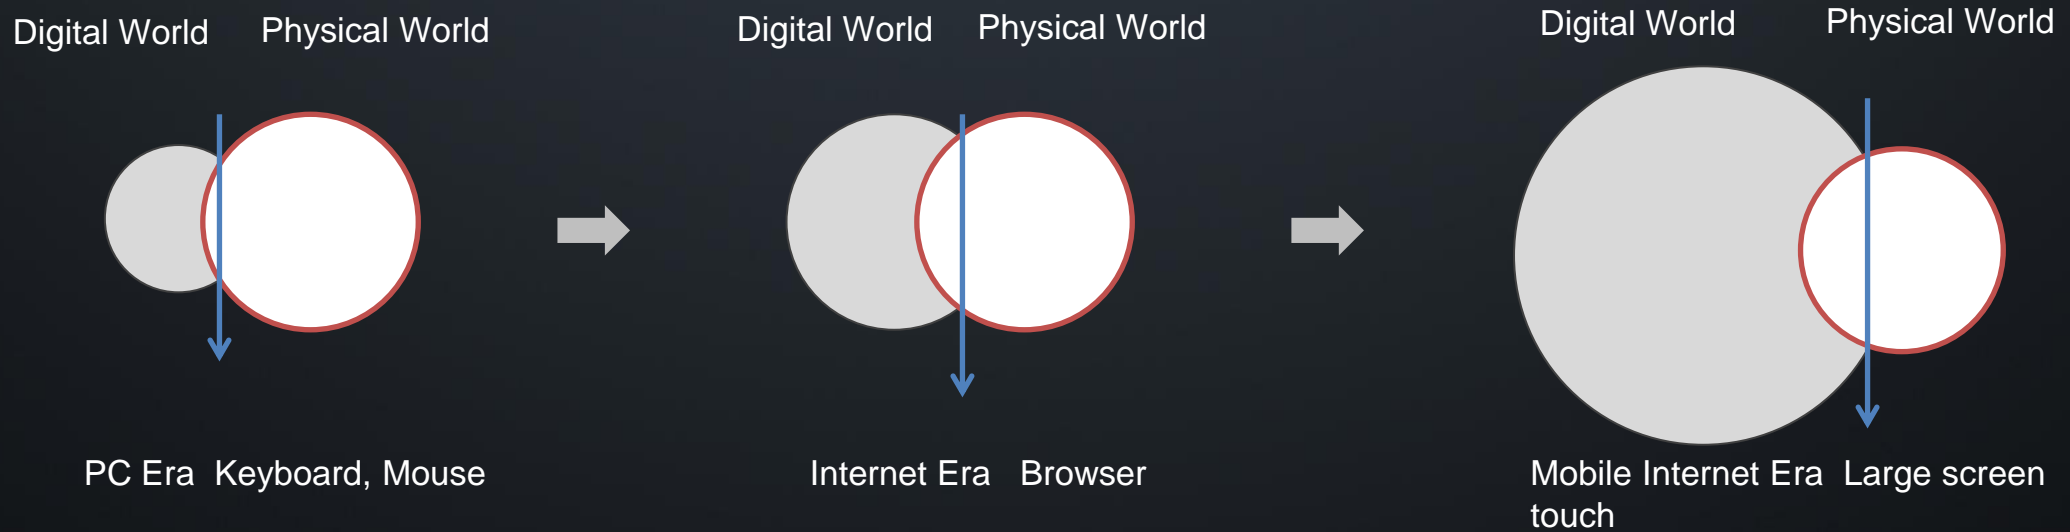 Digital World
Physical World
Digital World
Physical World
Digital World
Physical World
PC Era Keyboard, Mouse
Internet Era Browser
Mobile Internet Era Large screen
touch